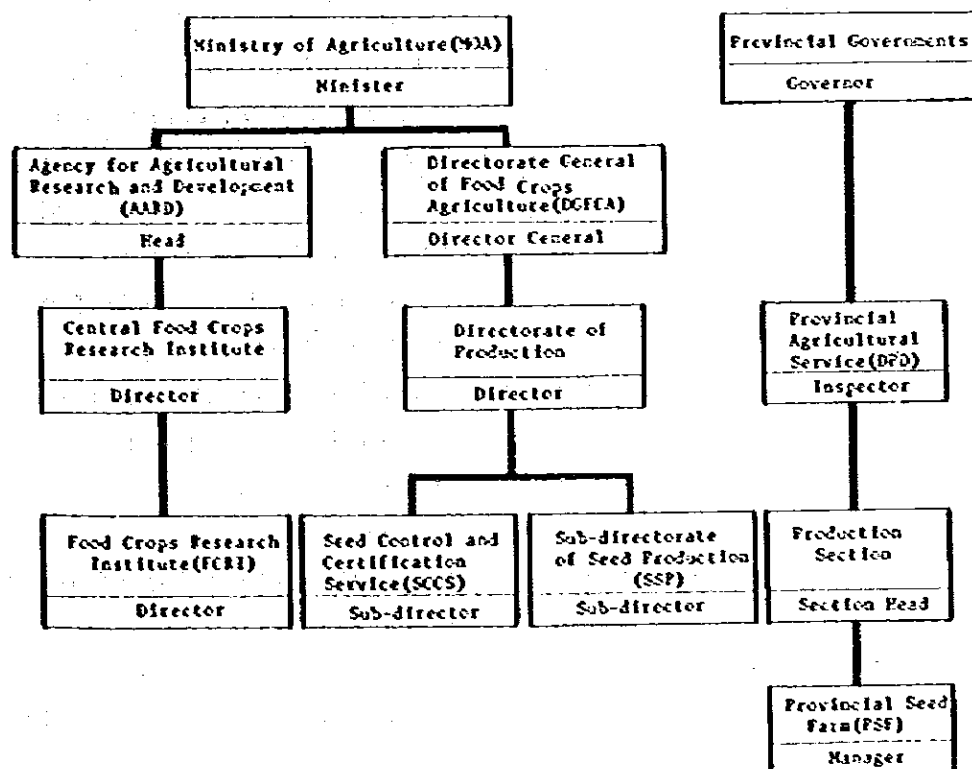 Ministry of Agriculture(MOA)
Minister
Provincial Governments
Governor
Agency for Agricultural
Research and Development
(AARD)
Head
Directorate General
of Food Crops
Agriculture(DGFCA)
Director General
Central Food Crops
Research Institute
Director
Directorate of
Production
Director
Provincial
Agricultural
Service(DPD)
Inspector
Food Crops Research
Institute(FCRI)
Director
Seed Control and
Certification
Service(SCCS)
Sub-director
Sub-directorate
of Seed Production
(SSP)
Sub-director
Production
Section
Section Head
Provincial Seed
Farm(PSF)
Manager